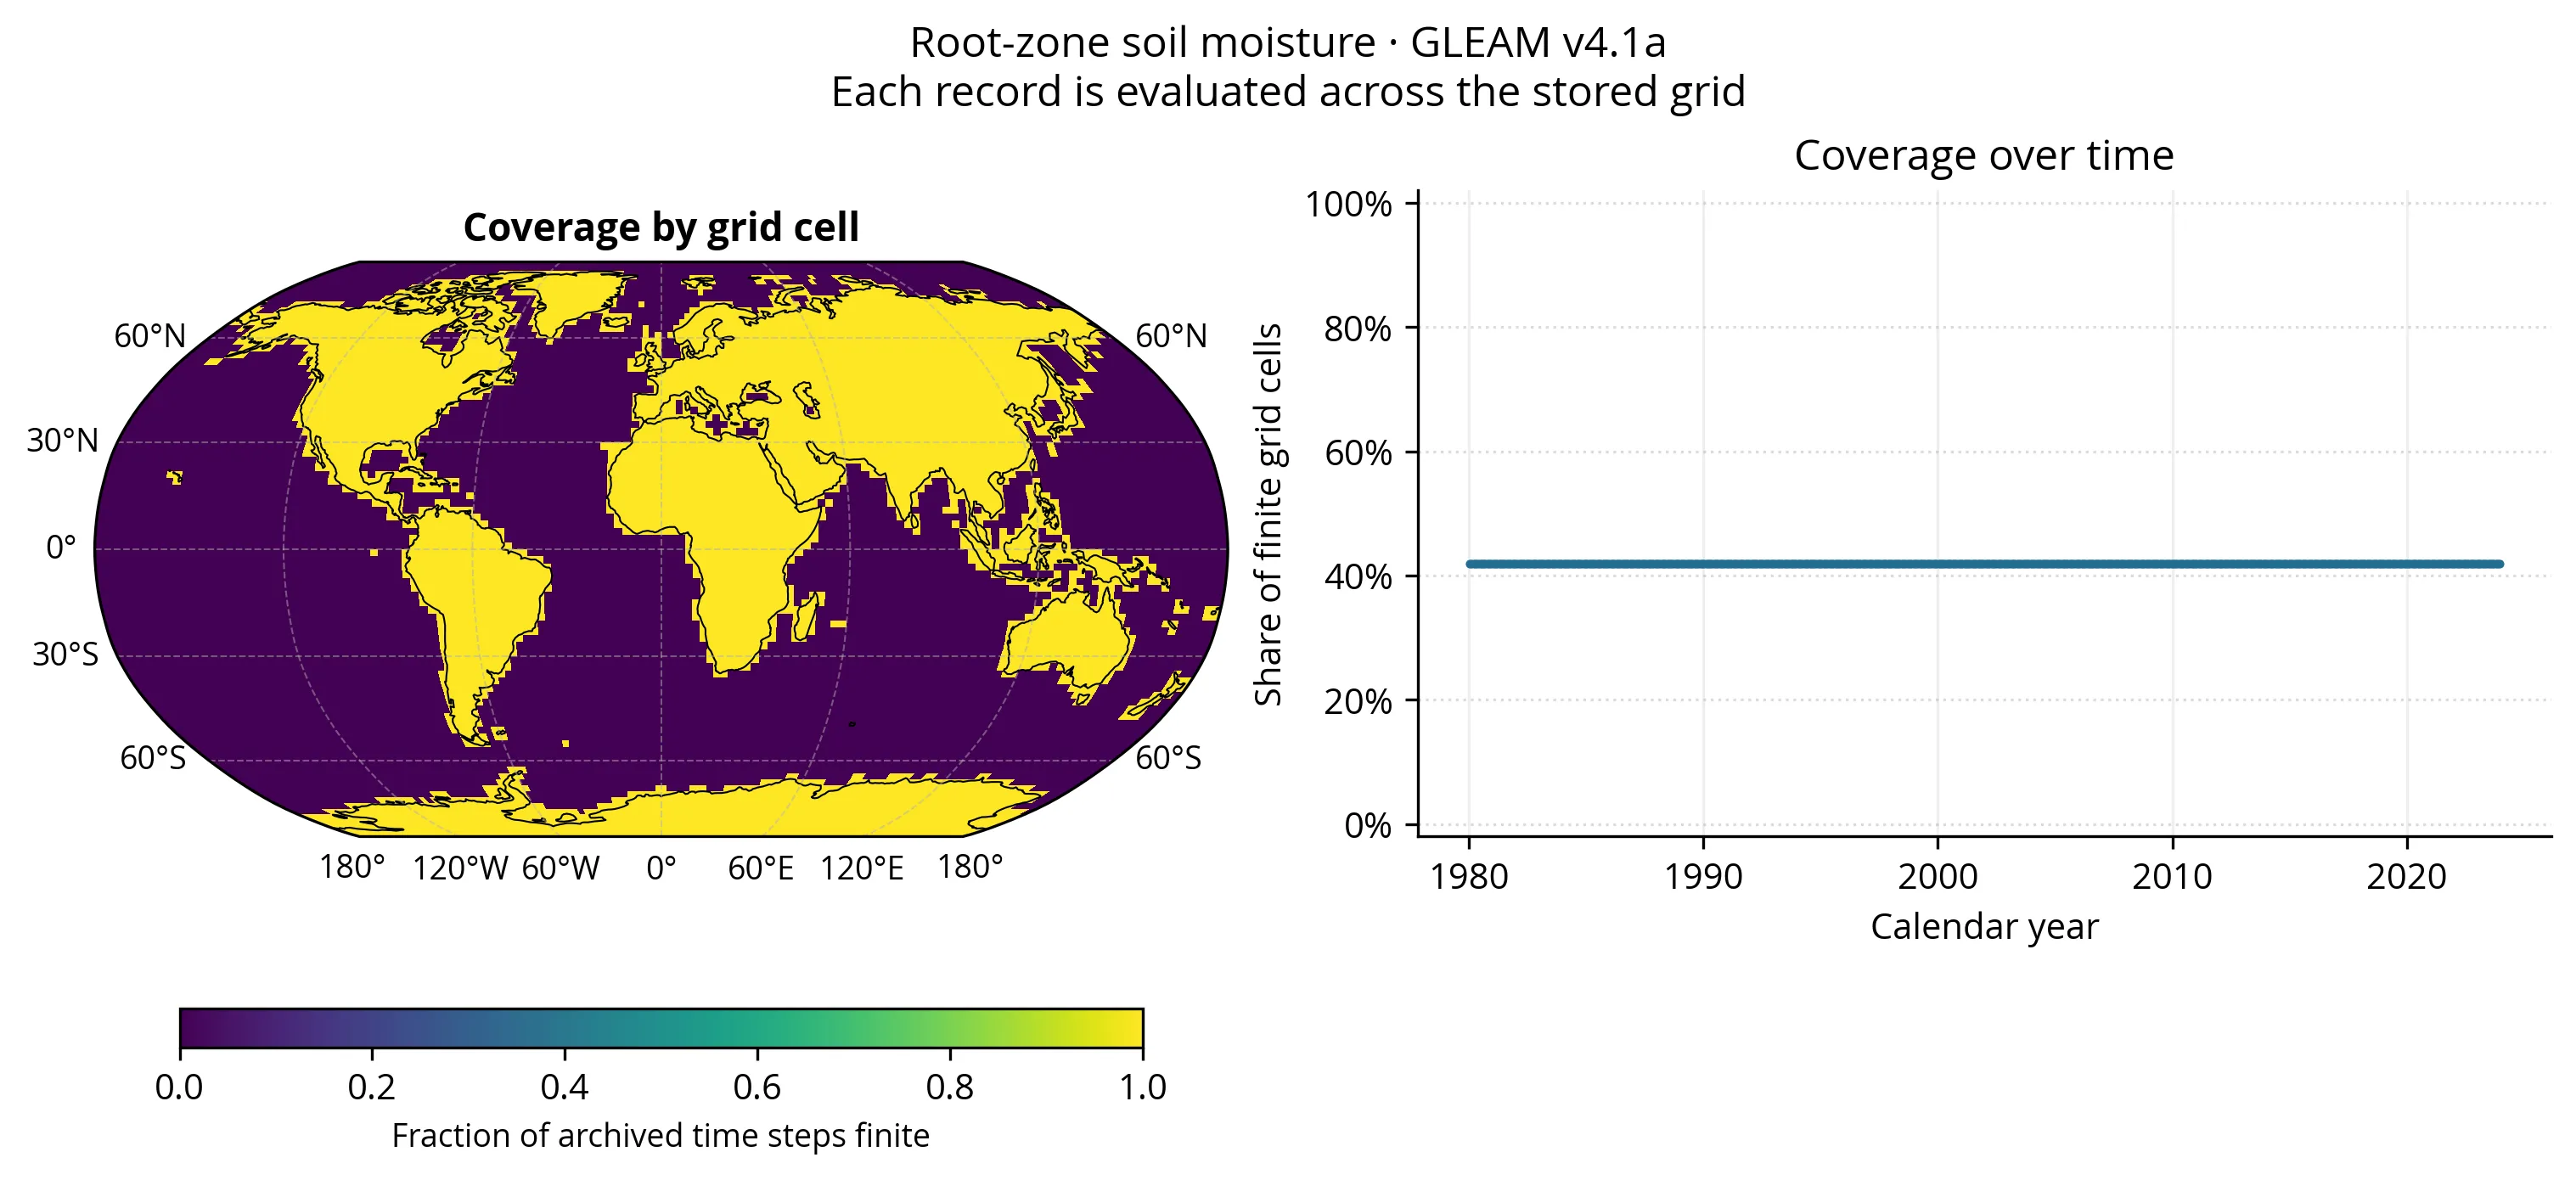 Root-zone soil moisture · GLEAM v4.1a
Each record is evaluated across the stored grid
Coverage by grid cell
60°N
60°N
30°N
0°
30°S
60°S
60°S
180°
120°W
60°W
0°
60°E
120°E
180°
0.0
0.2
0.4
0.6
0.8
1.0
Fraction of archived time steps finite
Coverage over time
Share of finite grid cells
100%
80%
60%
40%
20%
0%
1980
1990
2000
2010
2020
Calendar year